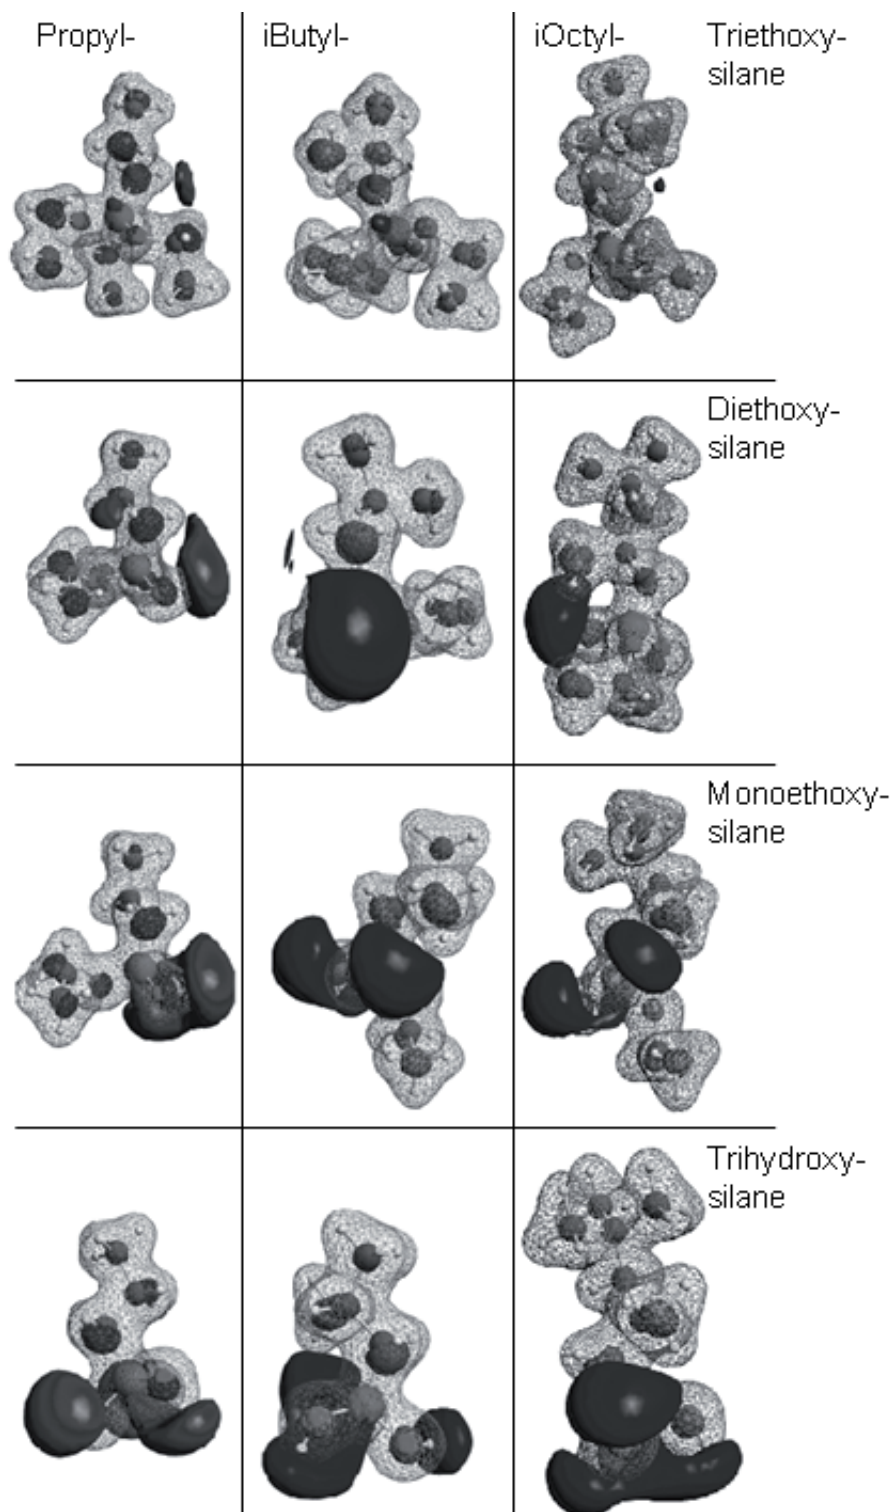 Propyl-
iButyl-
iOctyl-
Triethoxy-
silane
Diethoxy-
silane
Monoethoxy-
silane
Trihydroxy-
silane